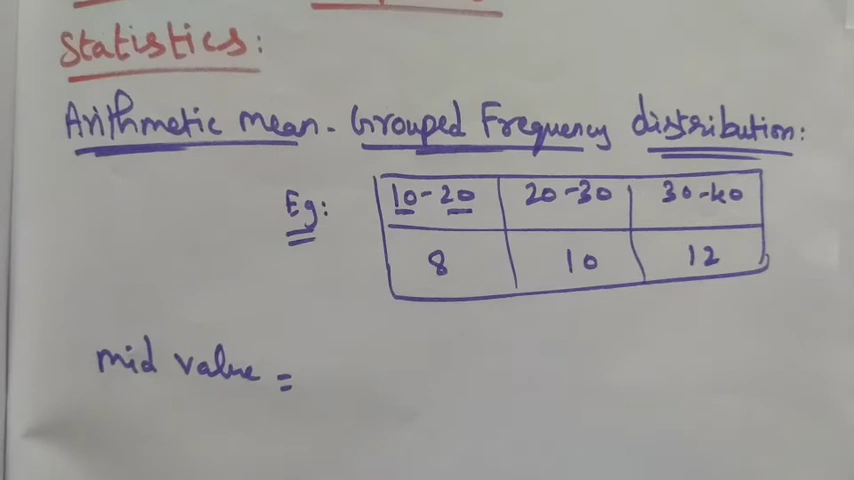 Statistics:
Arithmetic mean - Grouped Frequency distribution:
Eg: 10-20 20-30 30-40
8 10 12
mid value =